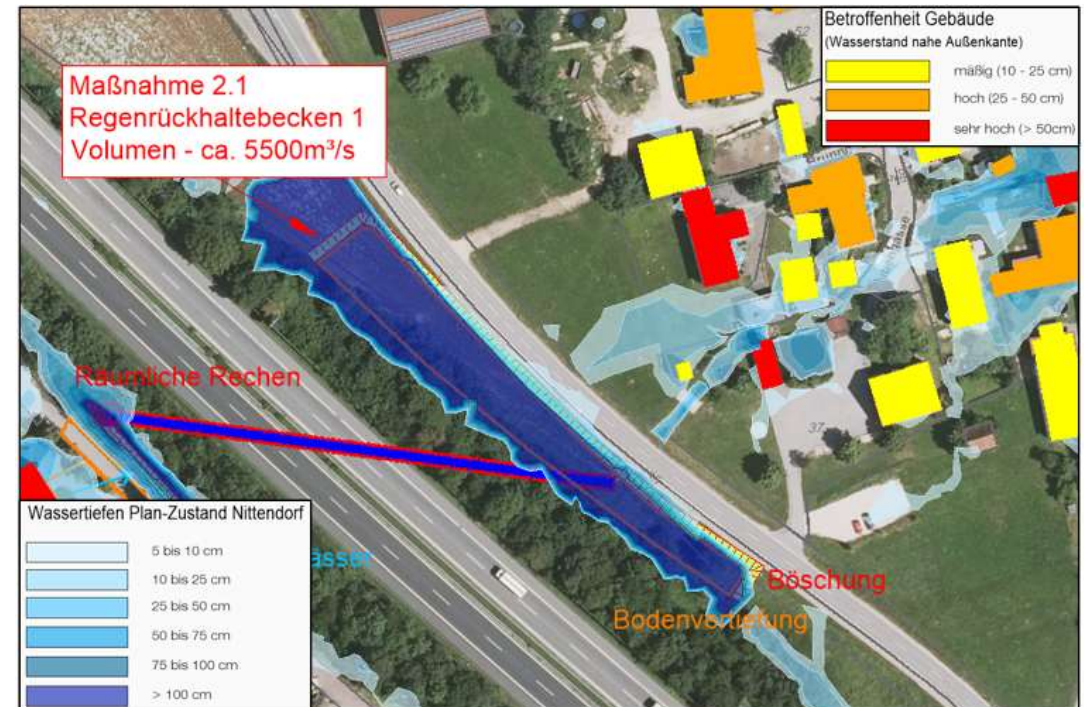 Betroffenheit Gebäude
(Wasserstand nahe Außenkante)
mäßig (10 - 25 cm)
hoch (25 - 50 cm)
sehr hoch (> 50cm)
Maßnahme 2.1
Regenrückhaltebecken 1
Volumen - ca. 5500m³/s
52
Räumliche Rechen
37
Böschung
Bodenvertiefung
Wassertiefen Plan-Zustand Nittendorf
5 bis 10 cm
10 bis 25 cm
25 bis 50 cm
50 bis 75 cm
75 bis 100 cm
> 100 cm